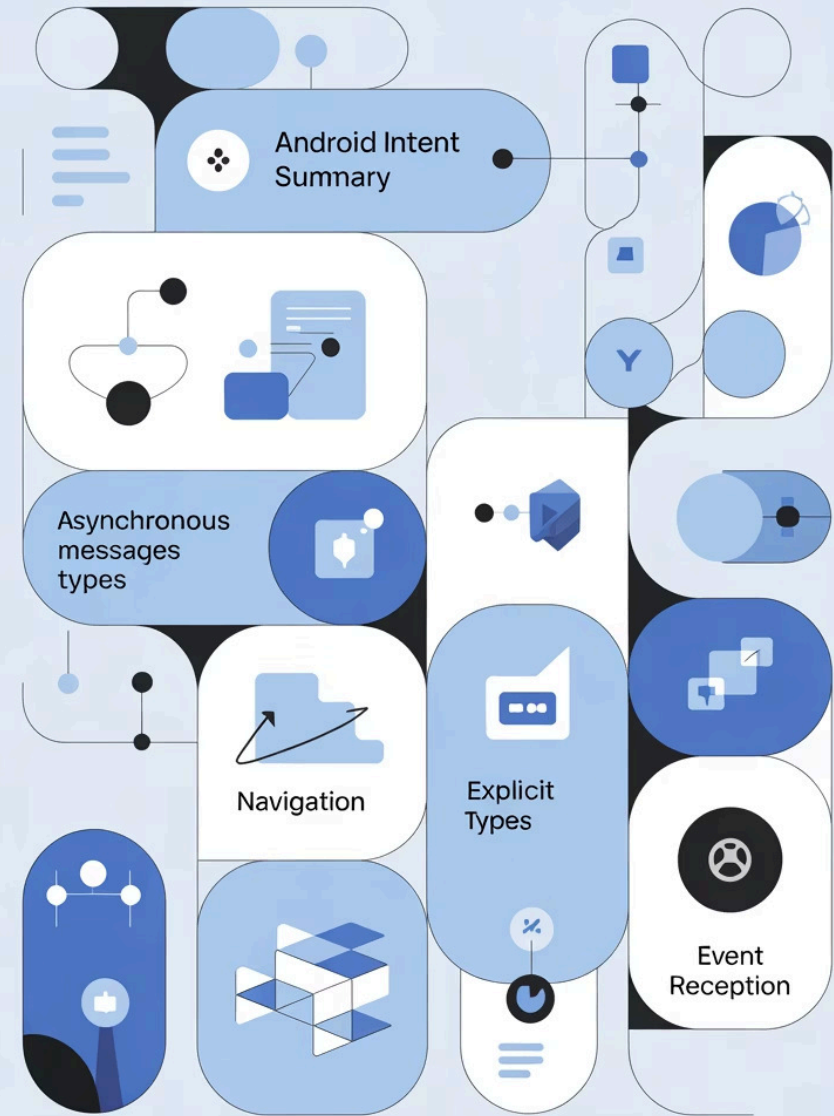 Android Intent
Summary
Asynchronous
messages
types
Navigation
Explicit
Types
Event
Reception